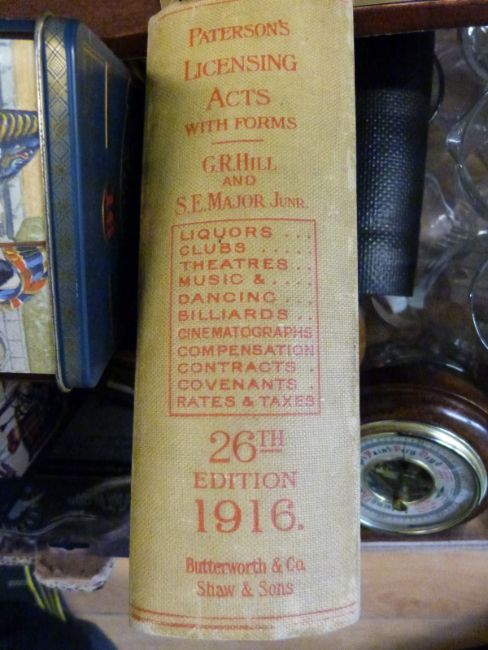 PATERSON'S
LICENSING
ACTS
WITH FORMS
G.R.HILL
AND
S.E.MAJOR JUNR.
LIQUORS ...
CLUBS .....
THEATRES ..
MUSIC & ....
DANCING ...
BILLIARDS ..
CINEMATOGRAPHS
COMPENSATION
CONTRACTS .
COVENANTS .
RATES & TAXES
26TH
EDITION
1916.
Butterworth & Co.
Shaw & Sons